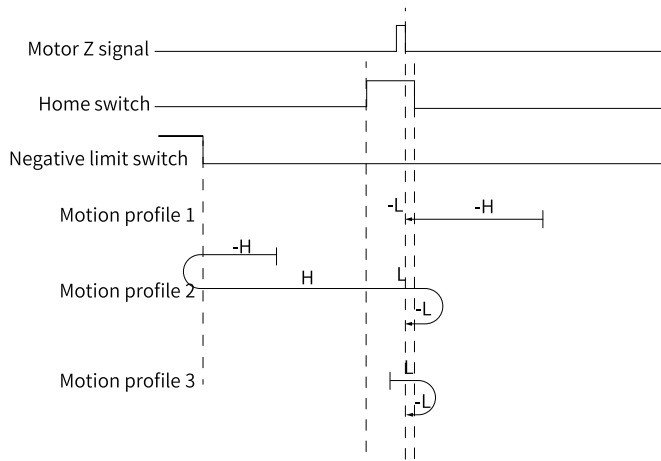 Motor Z signal
Home switch
Negative limit switch
Motion profile 1
-L
-H
-H
Motion profile 2
H
L
-L
Motion profile 3
L
-L